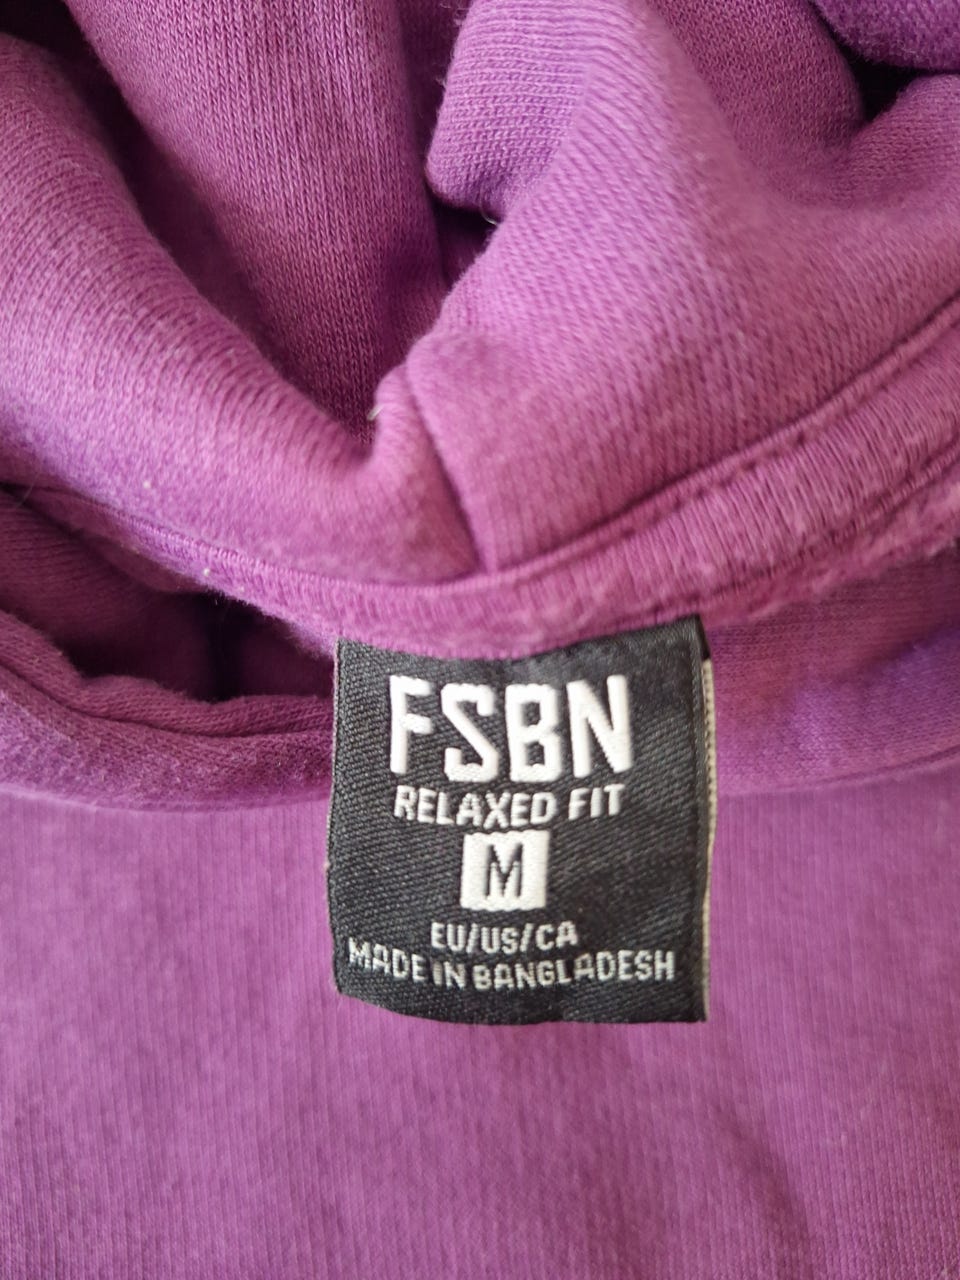 FSBN
RELAXED FIT
M
EU/US/CA
MADE IN BANGLADESH